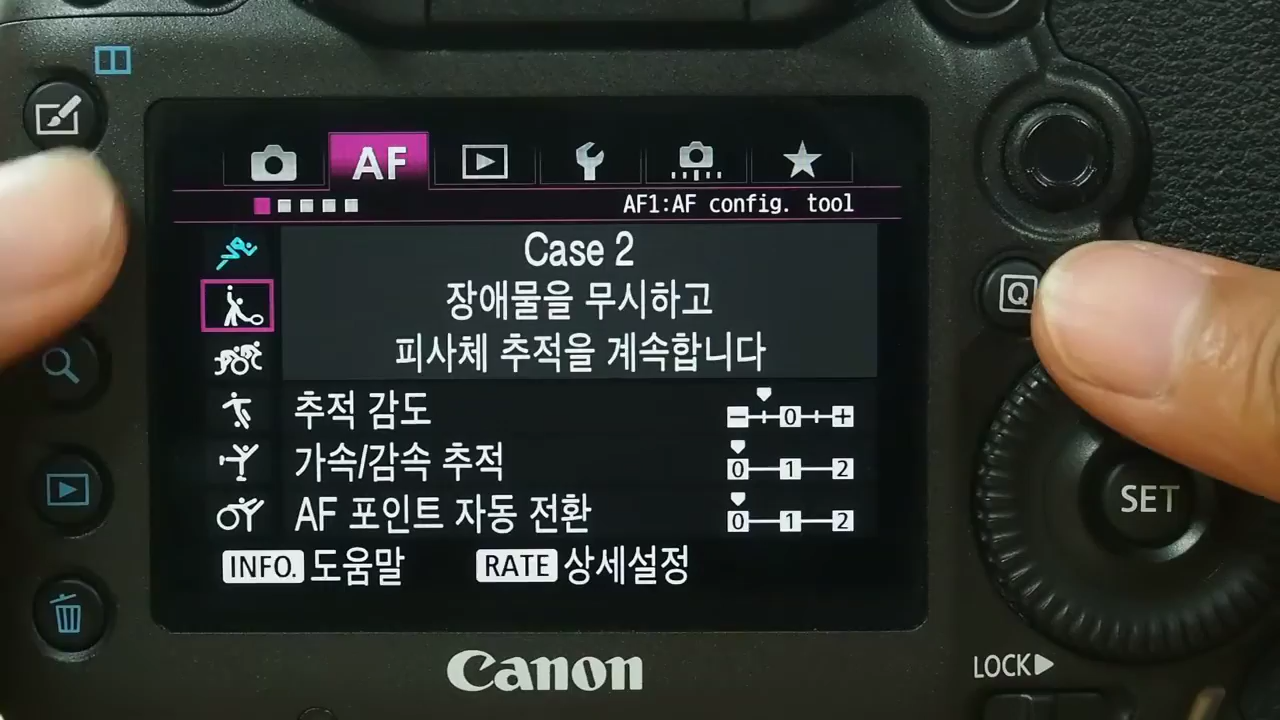 AF
AF1:AF config. tool
Case 2
장애물을 무시하고
피사체 추적을 계속합니다
추적 감도 − 0 +
가속/감속 추적 0 1 2
AF 포인트 자동 전환 0 1 2
INFO. 도움말 RATE 상세설정
Q
SET
LOCK
Canon